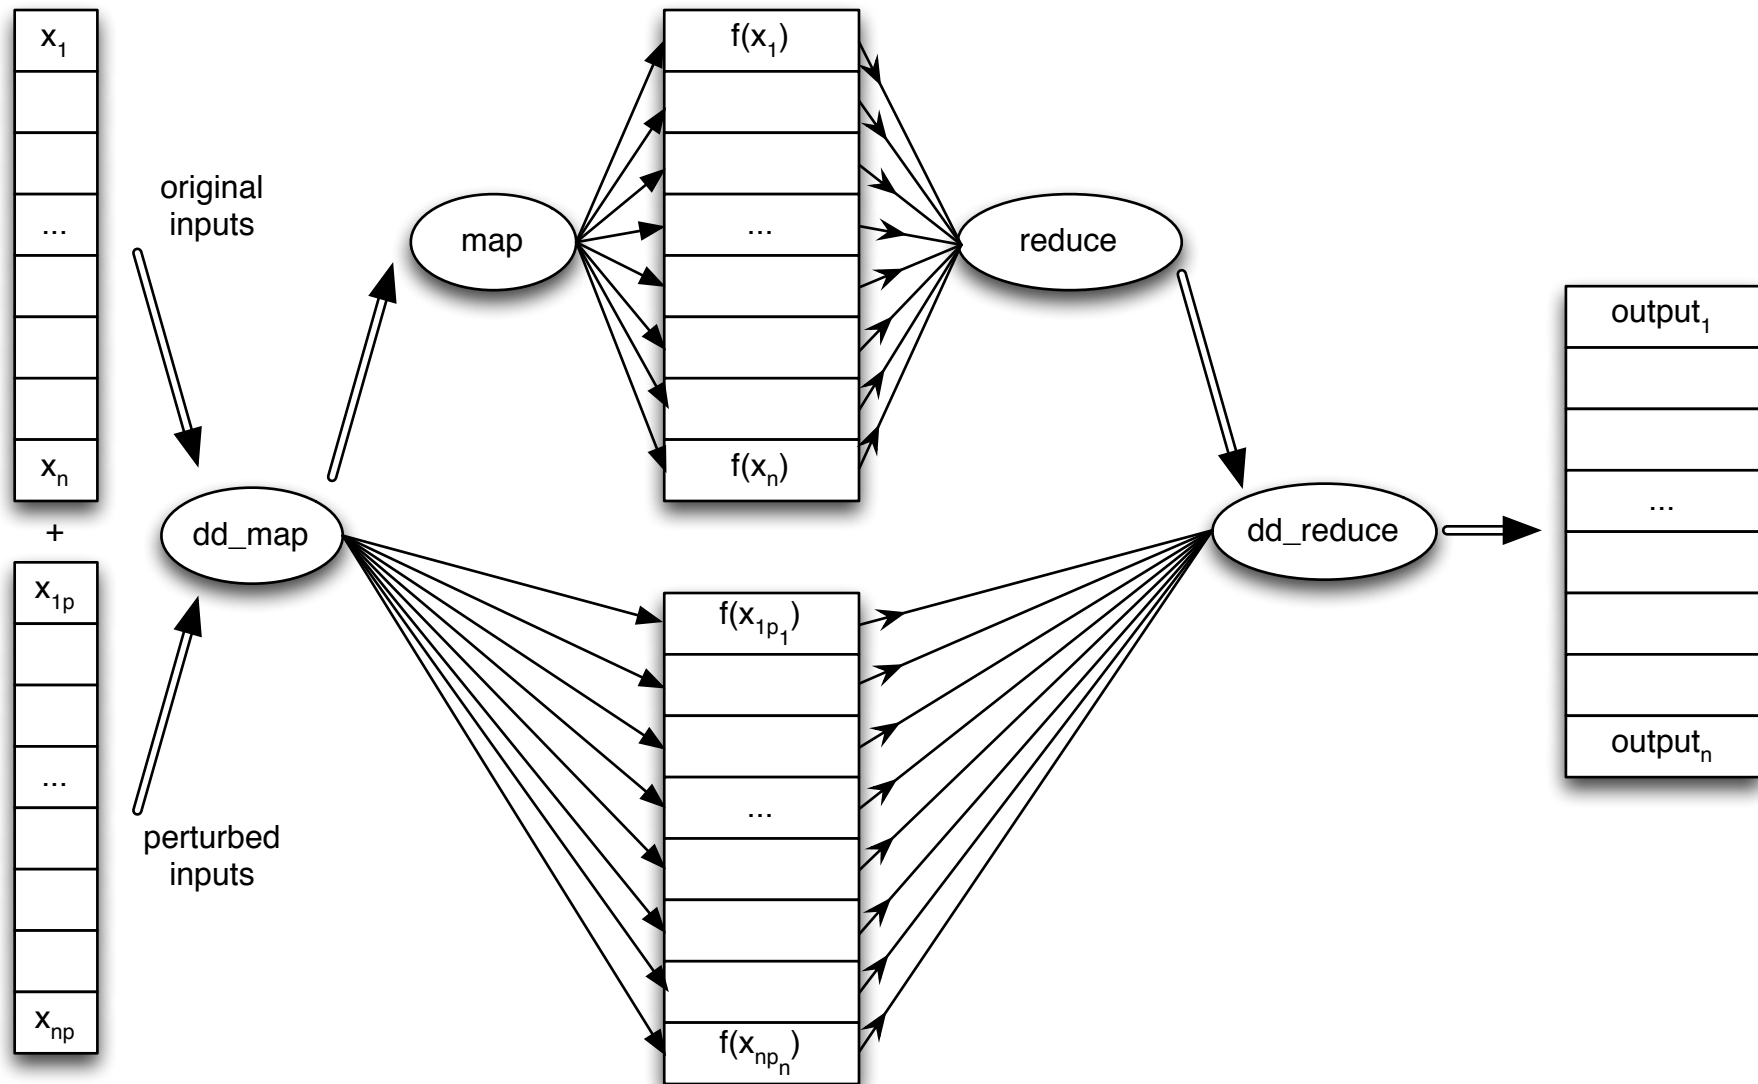 x1
...
xn
+
x1p
...
xnp
original
inputs
perturbed
inputs
dd_map
map
f(x1)
...
f(xn)
reduce
f(x1p1)
...
f(xnpn)
dd_reduce
output1
...
outputn